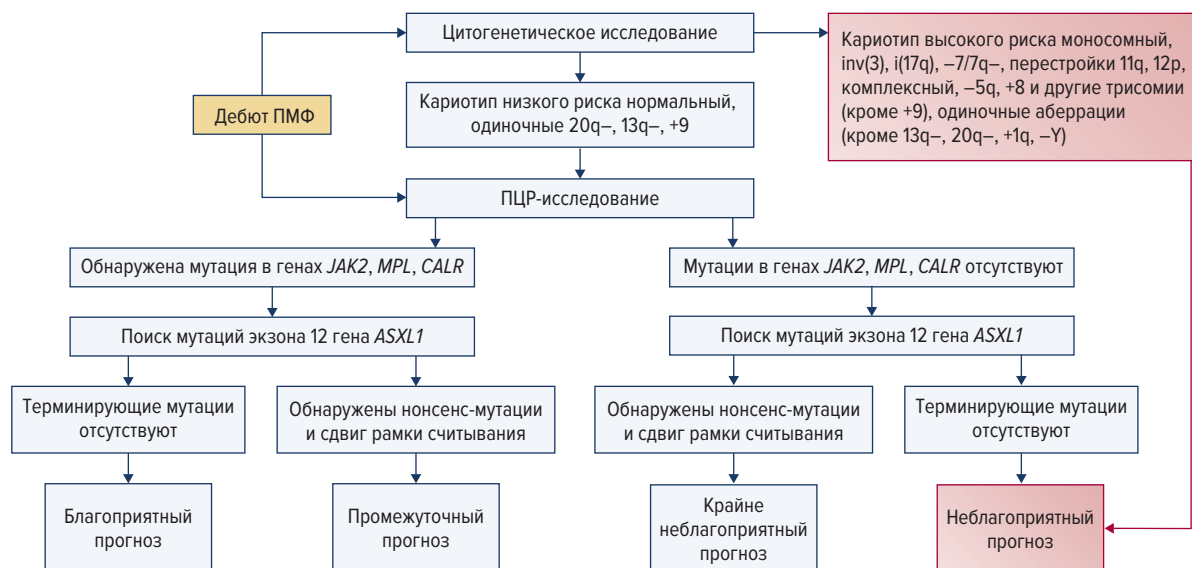 Цитогенетическое исследование
Кариотип высокого риска моносомный,
inv(3), i(17q), –7/7q–, перестройки 11q, 12p,
комплексный, –5q, +8 и другие трисомии
(кроме +9), одиночные аберрации
(кроме 13q–, 20q–, +1q, –Y)
Дебют ПМФ
Кариотип низкого риска нормальный,
одиночные 20q–, 13q–, +9
ПЦР-исследование
Обнаружена мутация в генах JAK2, MPL, CALR
Мутации в генах JAK2, MPL, CALR отсутствуют
Поиск мутаций экзона 12 гена ASXL1
Поиск мутаций экзона 12 гена ASXL1
Терминирующие мутации
отсутствуют
Обнаружены нонсенс-мутации
и сдвиг рамки считывания
Обнаружены нонсенс-мутации
и сдвиг рамки считывания
Терминирующие мутации
отсутствуют
Благоприятный
прогноз
Промежуточный
прогноз
Крайне
неблагоприятный
прогноз
Неблагоприятный
прогноз